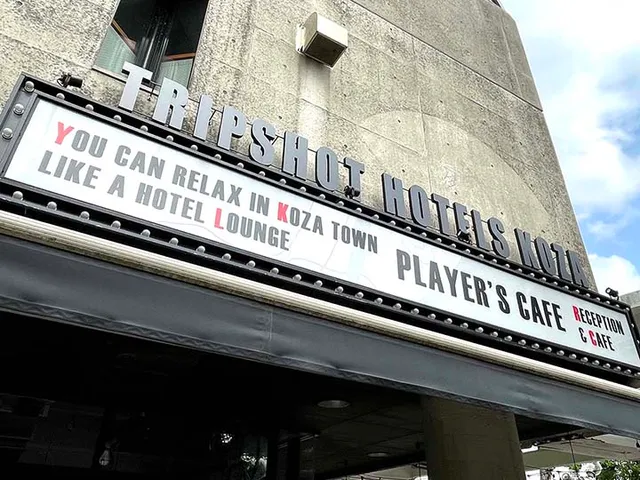 TRIPSHOT HOTELS KOZA
YOU CAN RELAX IN KOZA TOWN
LIKE A HOTEL LOUNGE
PLAYER'S CAFE
RECEPTION
& CAFE